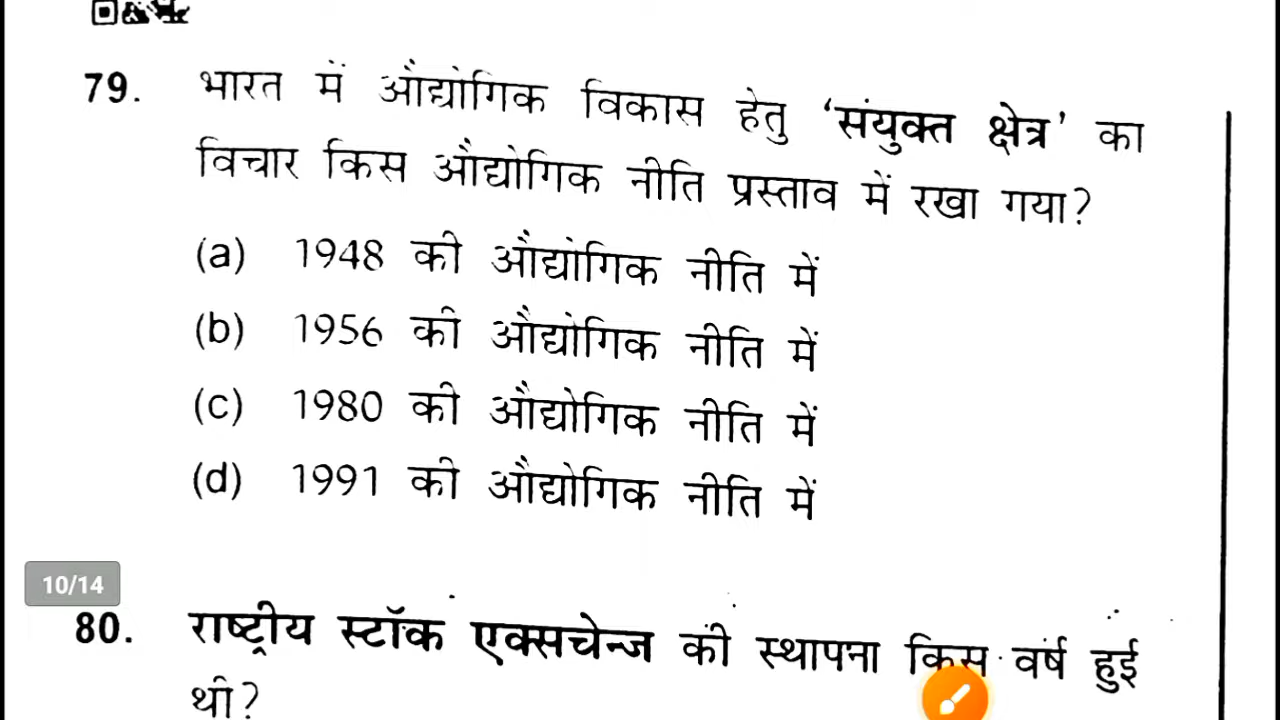 79. भारत में औद्योगिक विकास हेतु ‘संयुक्त क्षेत्र’ का
विचार किस औद्योगिक नीति प्रस्ताव में रखा गया?
(a) 1948 की औद्योगिक नीति में
(b) 1956 की औद्योगिक नीति में
(c) 1980 की औद्योगिक नीति में
(d) 1991 की औद्योगिक नीति में
10/14
80. राष्ट्रीय स्टॉक एक्सचेन्ज की स्थापना किस वर्ष हुई
थी?